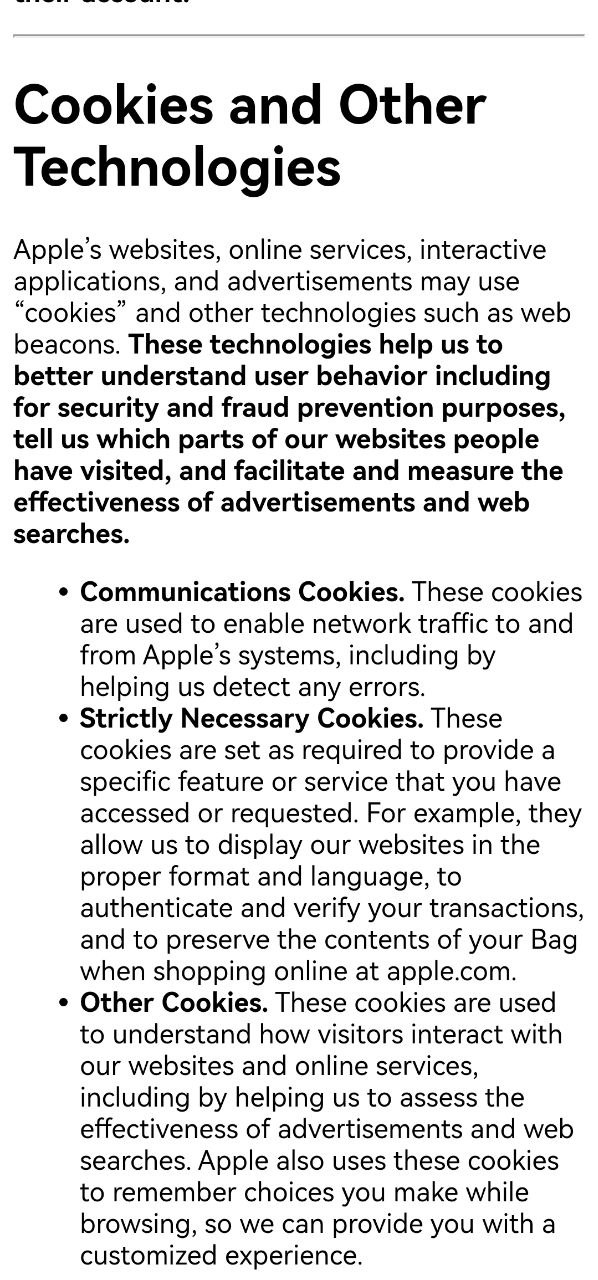 their account.
Cookies and Other
Technologies
Apple’s websites, online services, interactive
applications, and advertisements may use
“cookies” and other technologies such as web
beacons. These technologies help us to
better understand user behavior including
for security and fraud prevention purposes,
tell us which parts of our websites people
have visited, and facilitate and measure the
effectiveness of advertisements and web
searches.
• Communications Cookies. These cookies
are used to enable network traffic to and
from Apple’s systems, including by
helping us detect any errors.
• Strictly Necessary Cookies. These
cookies are set as required to provide a
specific feature or service that you have
accessed or requested. For example, they
allow us to display our websites in the
proper format and language, to
authenticate and verify your transactions,
and to preserve the contents of your Bag
when shopping online at apple.com.
• Other Cookies. These cookies are used
to understand how visitors interact with
our websites and online services,
including by helping us to assess the
effectiveness of advertisements and web
searches. Apple also uses these cookies
to remember choices you make while
browsing, so we can provide you with a
customized experience.